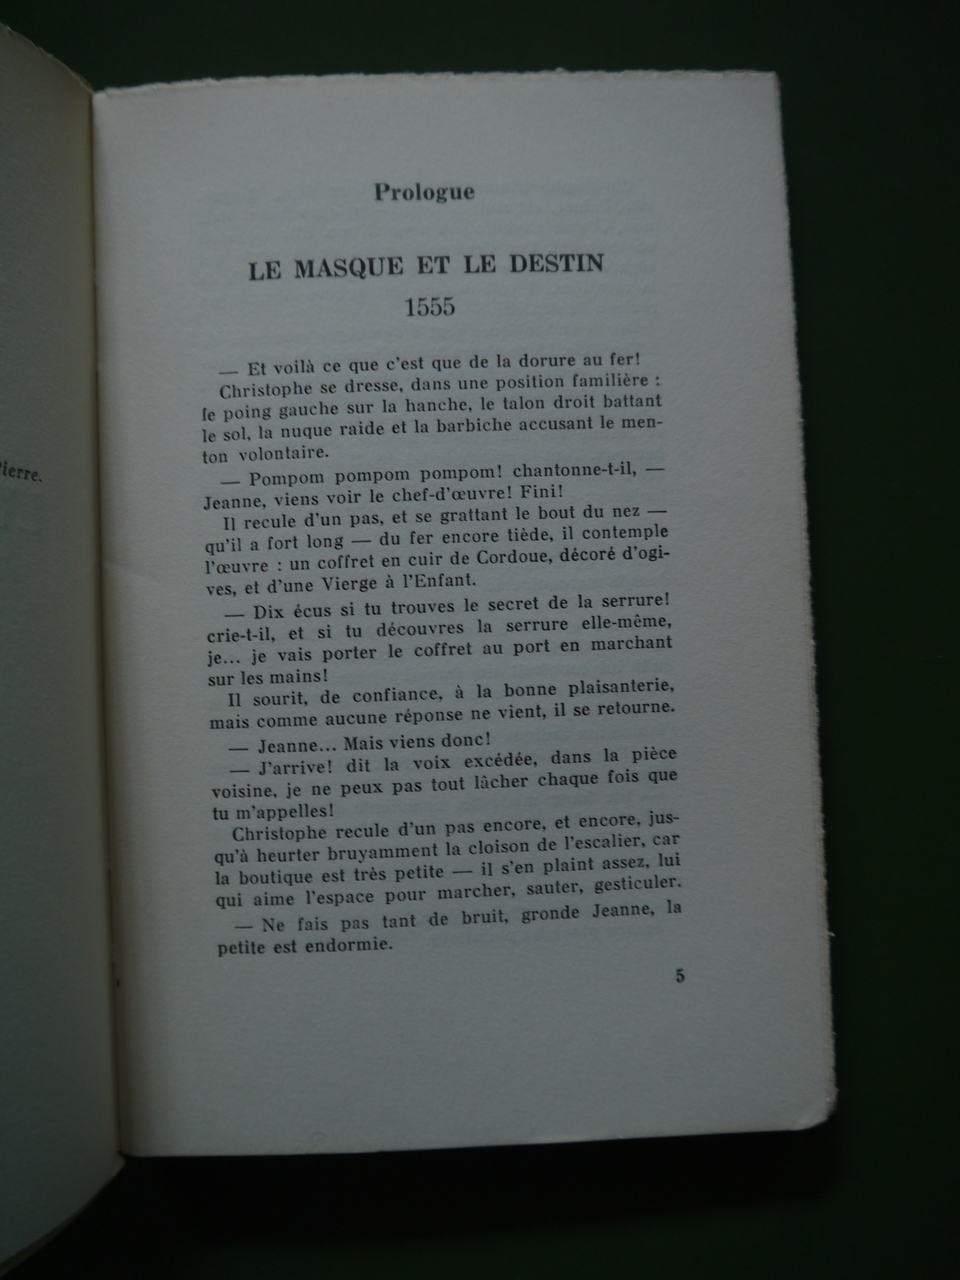 Pierre.
Prologue
LE MASQUE ET LE DESTIN
1555
— Et voilà ce que c'est que de la dorure au fer!
Christophe se dresse, dans une position familière :
le poing gauche sur la hanche, le talon droit battant
le sol, la nuque raide et la barbiche accusant le men-
ton volontaire.
— Pompom pompom pompom! chantonne-t-il, —
Jeanne, viens voir le chef-d'œuvre! Fini!
Il recule d'un pas, et se grattant le bout du nez —
qu'il a fort long — du fer encore tiède, il contemple
l'œuvre : un coffret en cuir de Cordoue, décoré d'ogi-
ves, et d'une Vierge à l'Enfant.
— Dix écus si tu trouves le secret de la serrure!
crie-t-il, et si tu découvres la serrure elle-même,
je... je vais porter le coffret au port en marchant
sur les mains!
Il sourit, de confiance, à la bonne plaisanterie,
mais comme aucune réponse ne vient, il se retourne.
— Jeanne... Mais viens donc!
— J'arrive! dit la voix excédée, dans la pièce
voisine, je ne peux pas tout lâcher chaque fois que
tu m'appelles!
Christophe recule d'un pas encore, et encore, jus-
qu'à heurter bruyamment la cloison de l'escalier, car
la boutique est très petite — il s'en plaint assez, lui
qui aime l'espace pour marcher, sauter, gesticuler.
— Ne fais pas tant de bruit, gronde Jeanne, la
petite est endormie.
5